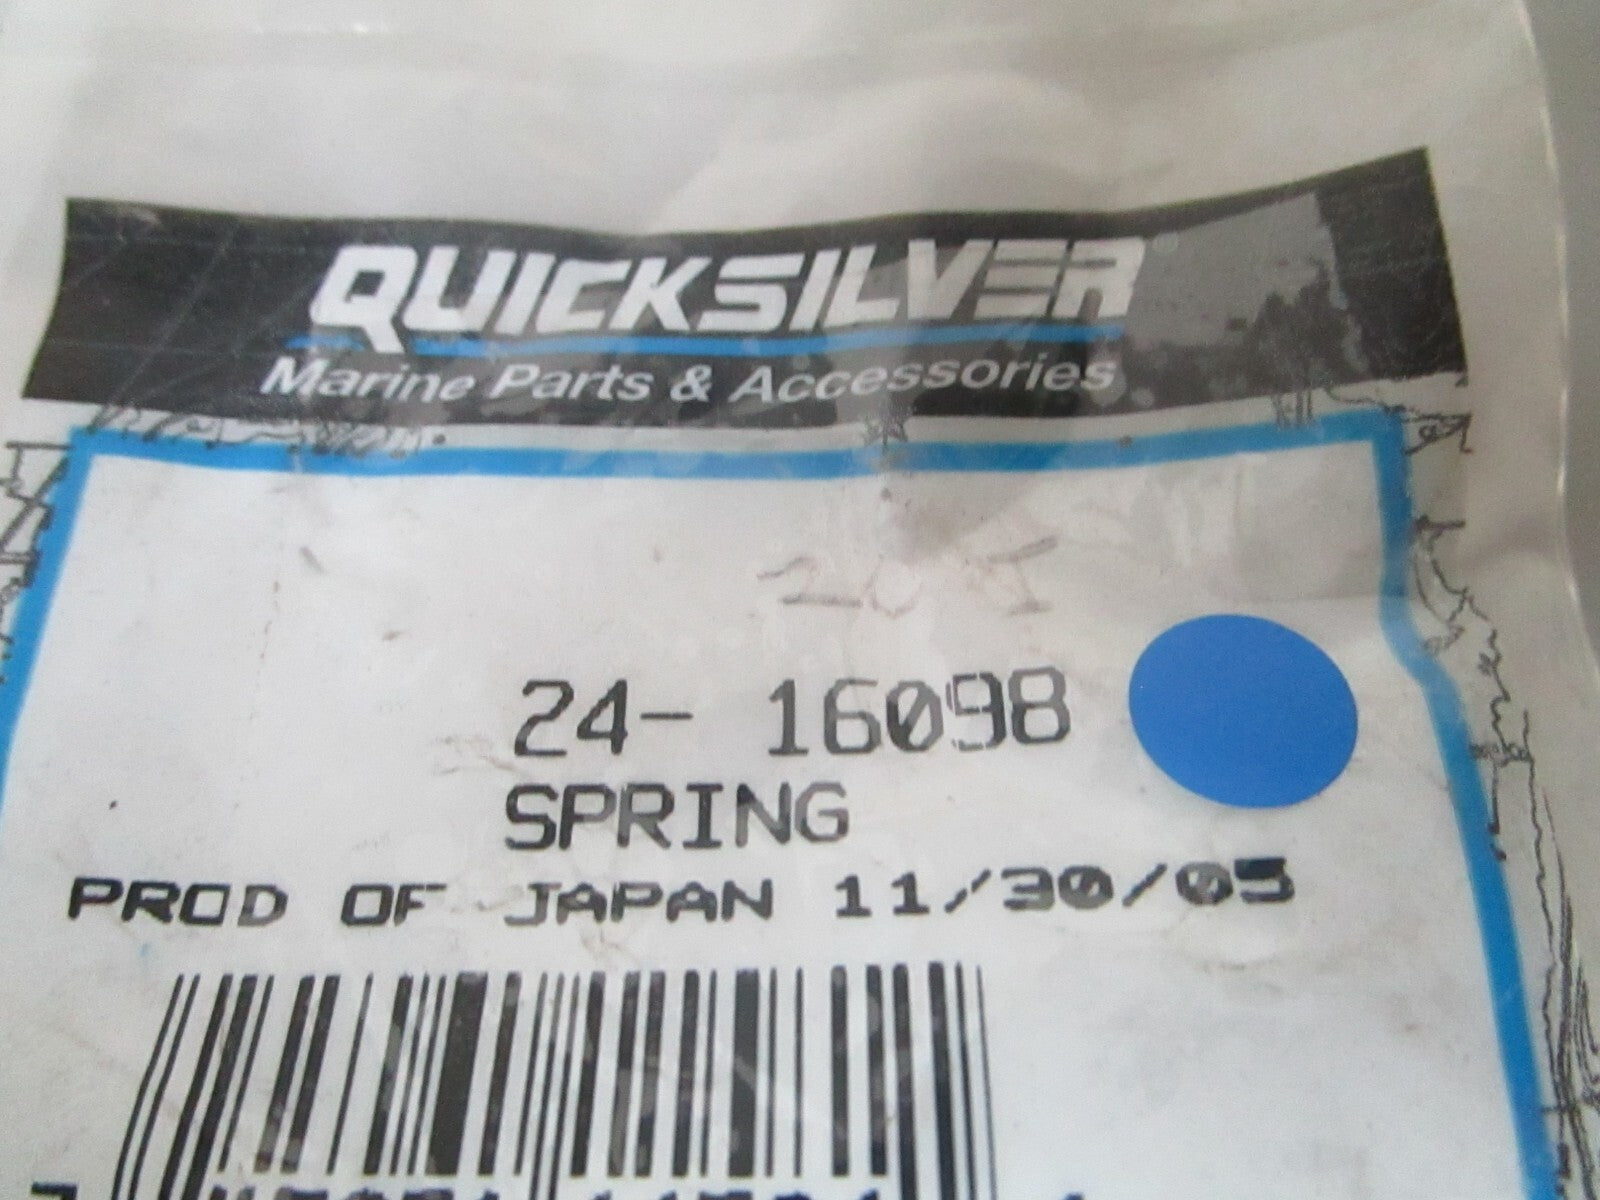 QUICKSILVER
Marine Parts & Accessories
24- 16098
SPRING
PROD OF JAPAN 11/30/05